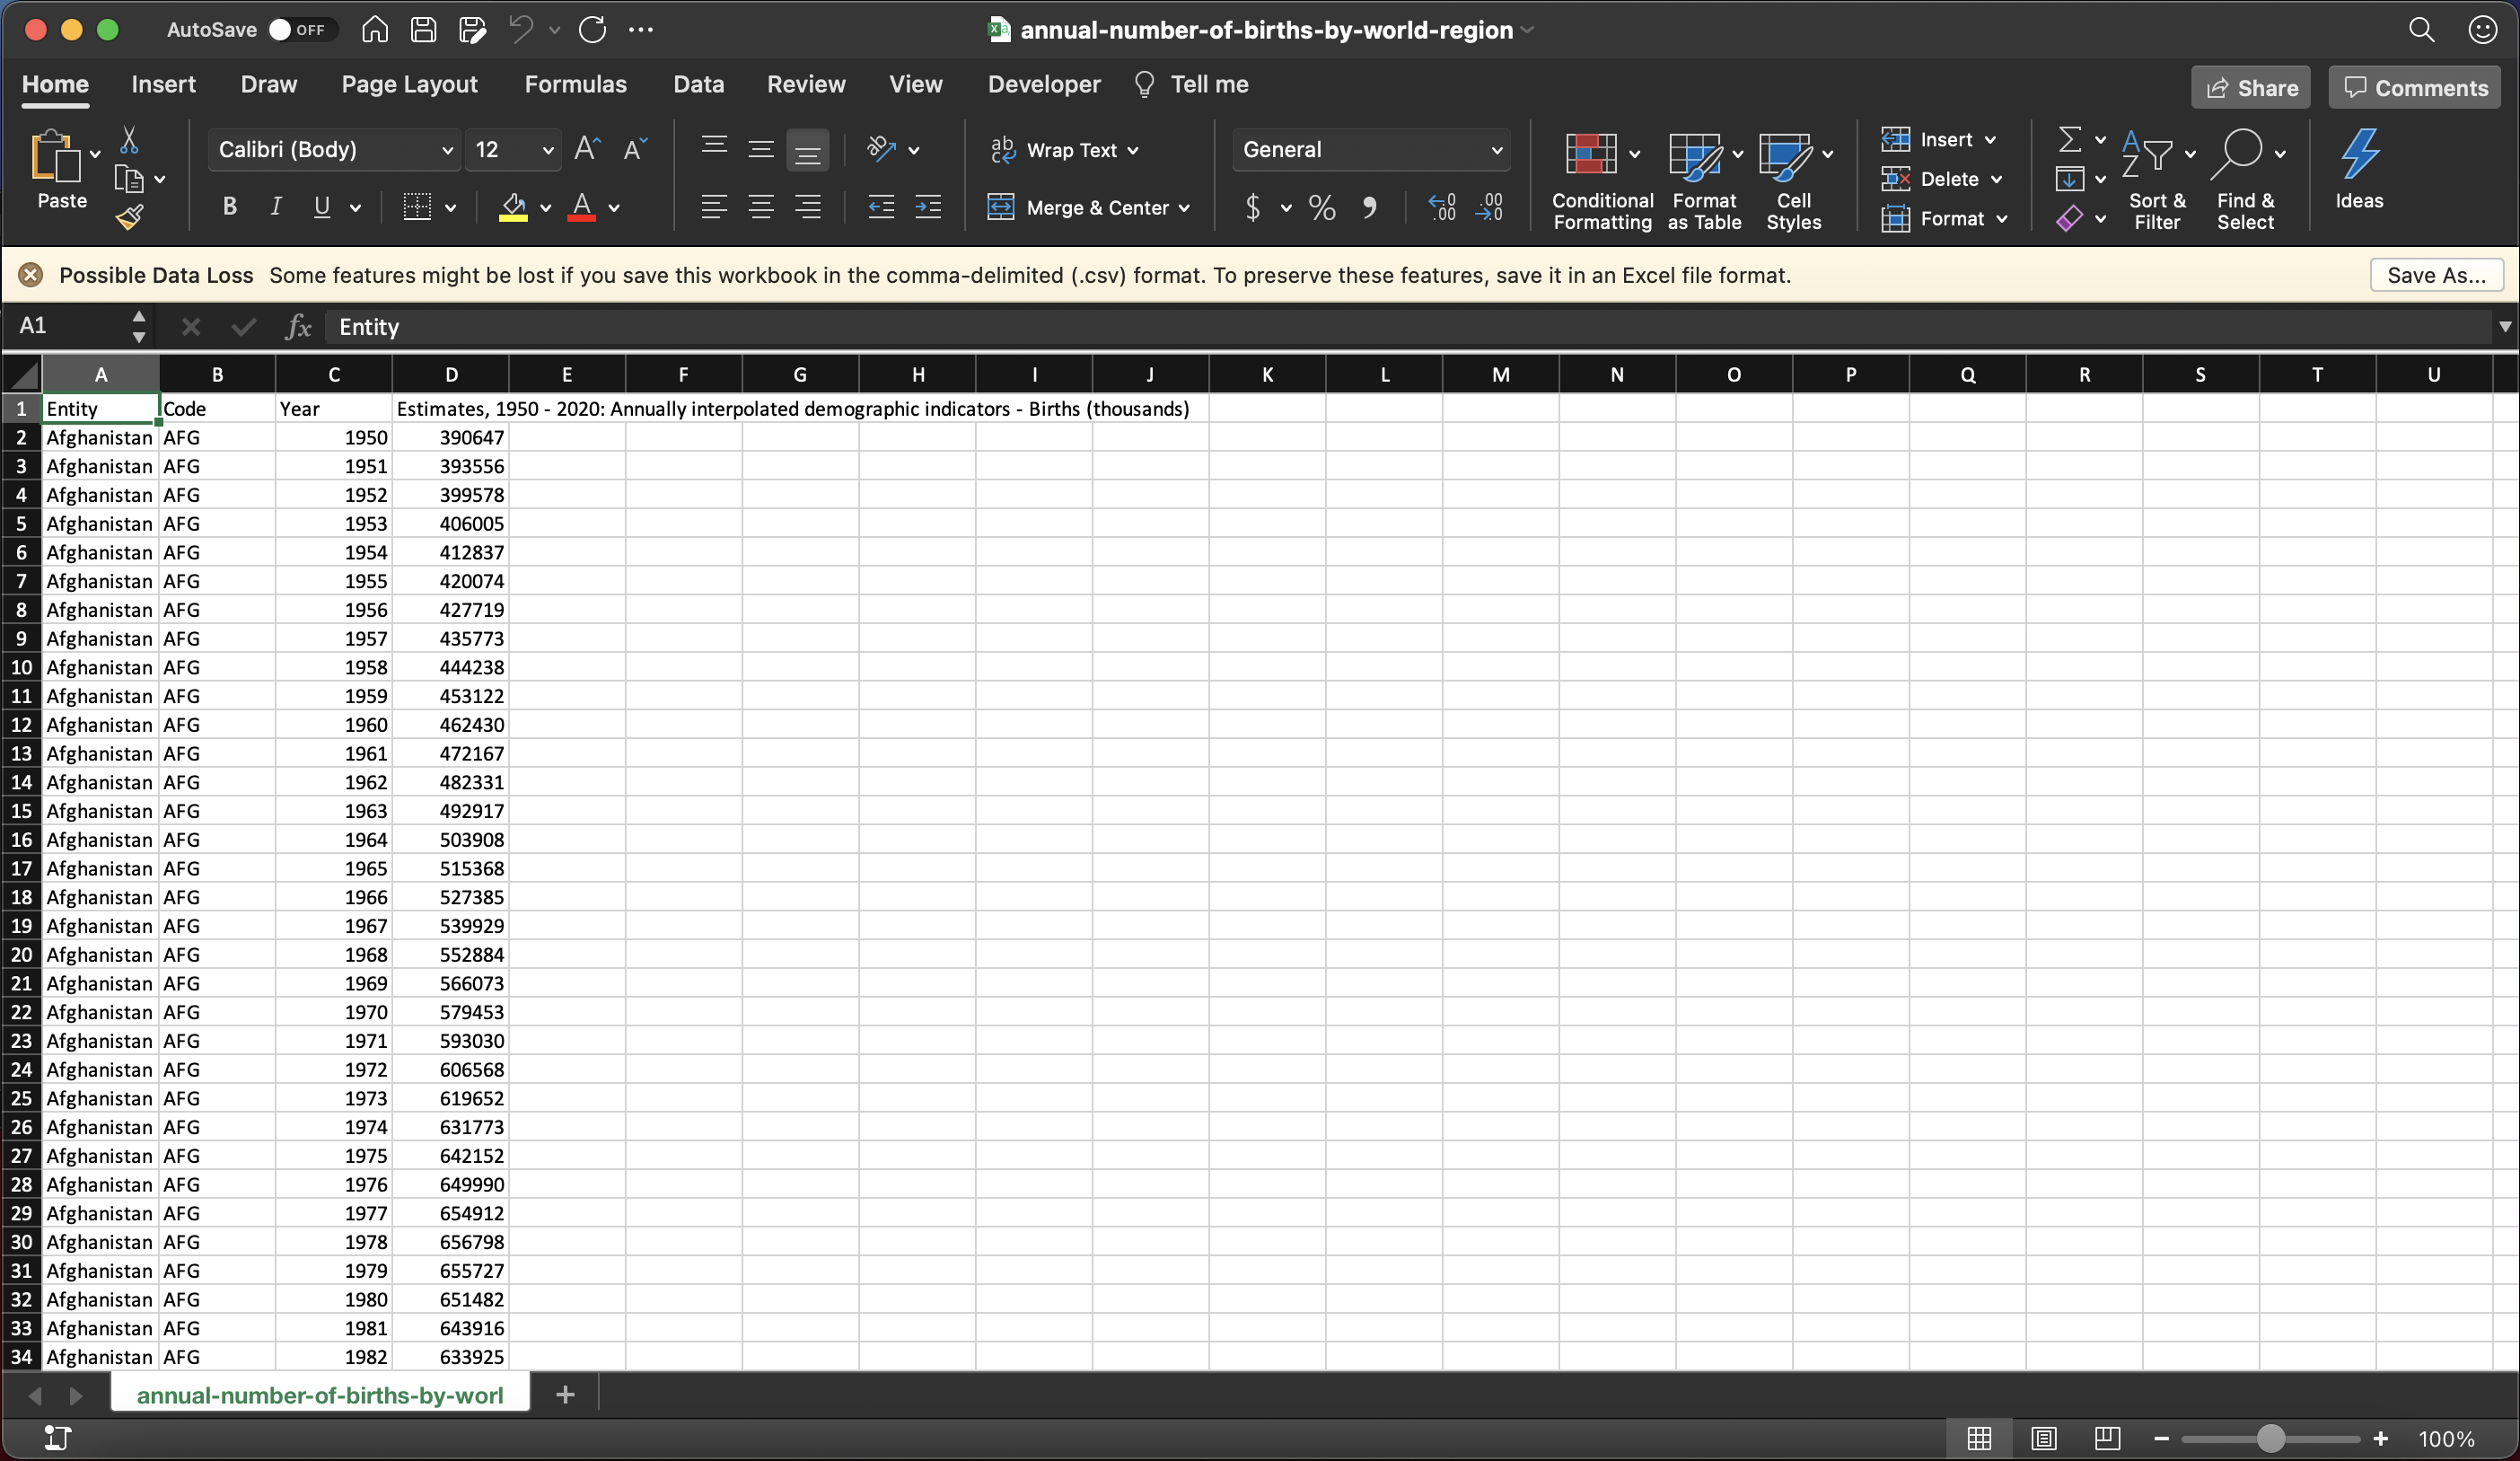 AutoSave OFF annual-number-of-births-by-world-region
Home Insert Draw Page Layout Formulas Data Review View Developer Tell me Share Comments
Paste Calibri (Body) 12 Wrap Text General Conditional Formatting Format as Table Cell Styles Insert Sort & Filter Find & Select Ideas
B I U Merge & Center $ % Delete
Format
Possible Data Loss Some features might be lost if you save this workbook in the comma-delimited (.csv) format. To preserve these features, save it in an Excel file format. Save As...
A1 fx Entity
A B C D E F G H I J K L M N O P Q R S T U
1 Entity Code Year Estimates, 1950 - 2020: Annually interpolated demographic indicators - Births (thousands)
2 Afghanistan AFG 1950 390647
3 Afghanistan AFG 1951 393556
4 Afghanistan AFG 1952 399578
5 Afghanistan AFG 1953 406005
6 Afghanistan AFG 1954 412837
7 Afghanistan AFG 1955 420074
8 Afghanistan AFG 1956 427719
9 Afghanistan AFG 1957 435773
10 Afghanistan AFG 1958 444238
11 Afghanistan AFG 1959 453122
12 Afghanistan AFG 1960 462430
13 Afghanistan AFG 1961 472167
14 Afghanistan AFG 1962 482331
15 Afghanistan AFG 1963 492917
16 Afghanistan AFG 1964 503908
17 Afghanistan AFG 1965 515368
18 Afghanistan AFG 1966 527385
19 Afghanistan AFG 1967 539929
20 Afghanistan AFG 1968 552884
21 Afghanistan AFG 1969 566073
22 Afghanistan AFG 1970 579453
23 Afghanistan AFG 1971 593030
24 Afghanistan AFG 1972 606568
25 Afghanistan AFG 1973 619652
26 Afghanistan AFG 1974 631773
27 Afghanistan AFG 1975 642152
28 Afghanistan AFG 1976 649990
29 Afghanistan AFG 1977 654912
30 Afghanistan AFG 1978 656798
31 Afghanistan AFG 1979 655727
32 Afghanistan AFG 1980 651482
33 Afghanistan AFG 1981 643916
34 Afghanistan AFG 1982 633925
annual-number-of-births-by-worl
100%